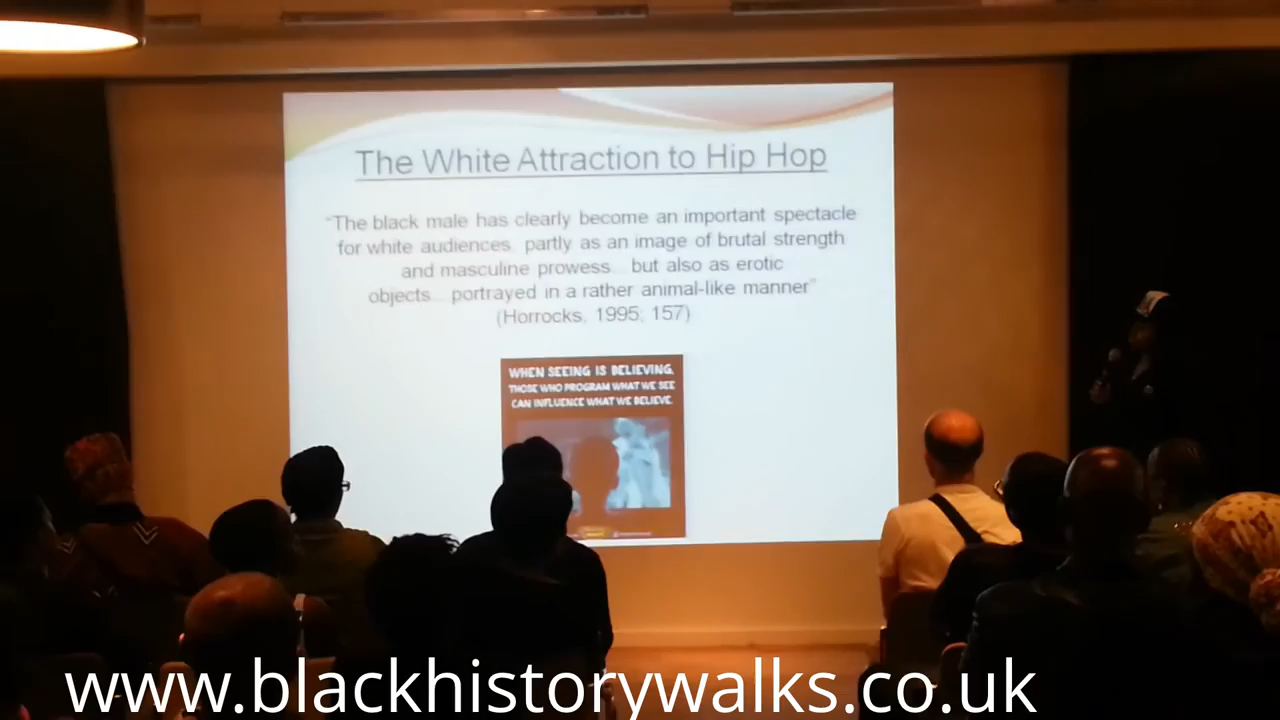 The White Attraction to Hip Hop
"The black male has clearly become an important spectacle
for white audiences, partly as an image of brutal strength
and masculine prowess... but also as erotic
objects... portrayed in a rather animal-like manner"
(Horrocks, 1995; 157)
WHEN SEEING IS BELIEVING,
THOSE WHO PROGRAM WHAT WE SEE
CAN INFLUENCE WHAT WE BELIEVE.
www.blackhistorywalks.co.uk